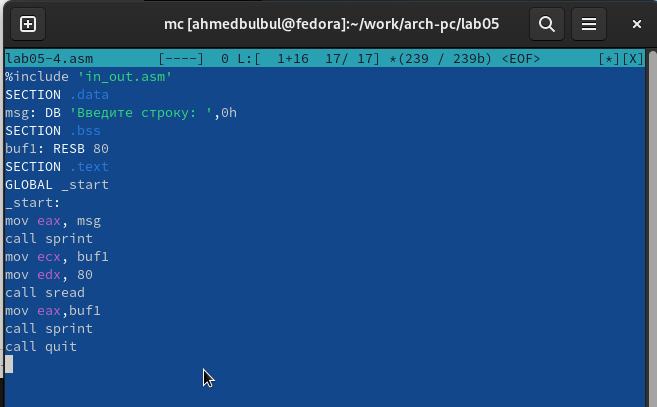 mc [ahmedbulbul@fedora]:~/work/arch-pc/lab05
lab05-4.asm [----] 0 L:[ 1+16 17/ 17] *(239 / 239b) <EOF> [*][X]
%include 'in_out.asm'
SECTION .data
msg: DB 'Введите строку: ',0h
SECTION .bss
buf1: RESB 80
SECTION .text
GLOBAL _start
_start:
mov eax, msg
call sprint
mov ecx, buf1
mov edx, 80
call sread
mov eax,buf1
call sprint
call quit